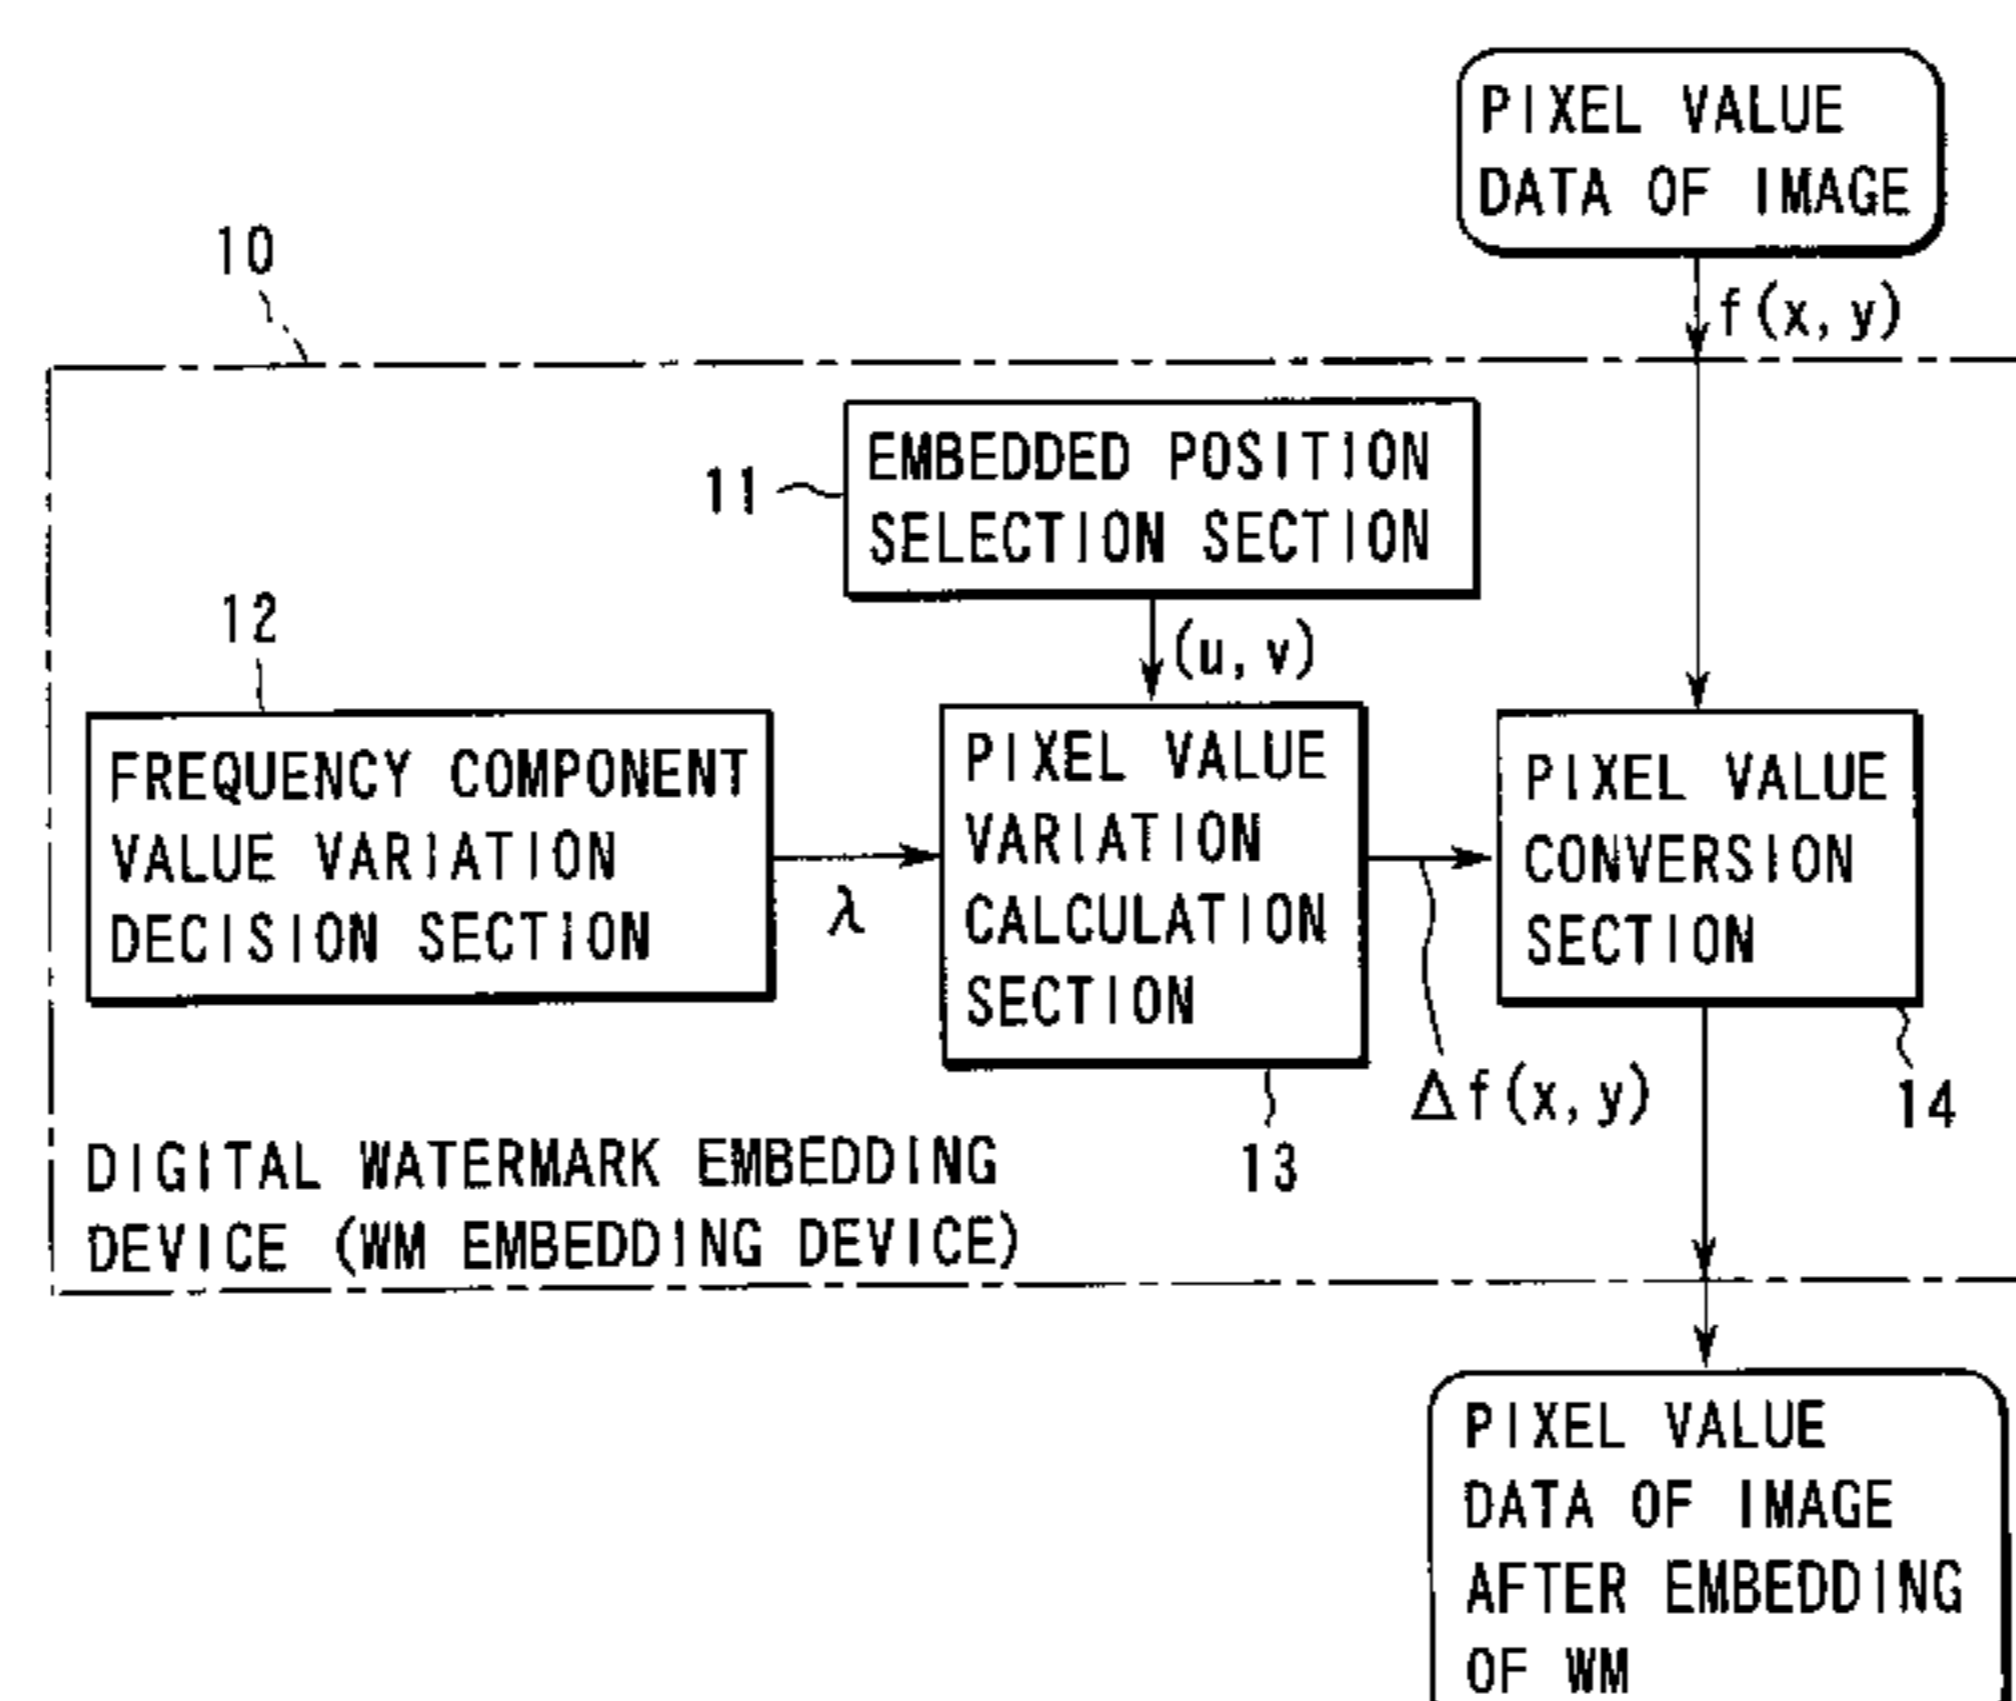 PIXEL VALUE
DATA OF IMAGE
10
f(x, y)
EMBEDDED POSITION
SELECTION SECTION
11
(u, v)
12
FREQUENCY COMPONENT
VALUE VARIATION
DECISION SECTION
λ
PIXEL VALUE
VARIATION
CALCULATION
SECTION
PIXEL VALUE
CONVERSION
SECTION
Δf(x, y)
13
14
DIGITAL WATERMARK EMBEDDING
DEVICE (WM EMBEDDING DEVICE)
PIXEL VALUE
DATA OF IMAGE
AFTER EMBEDDING
OF WM